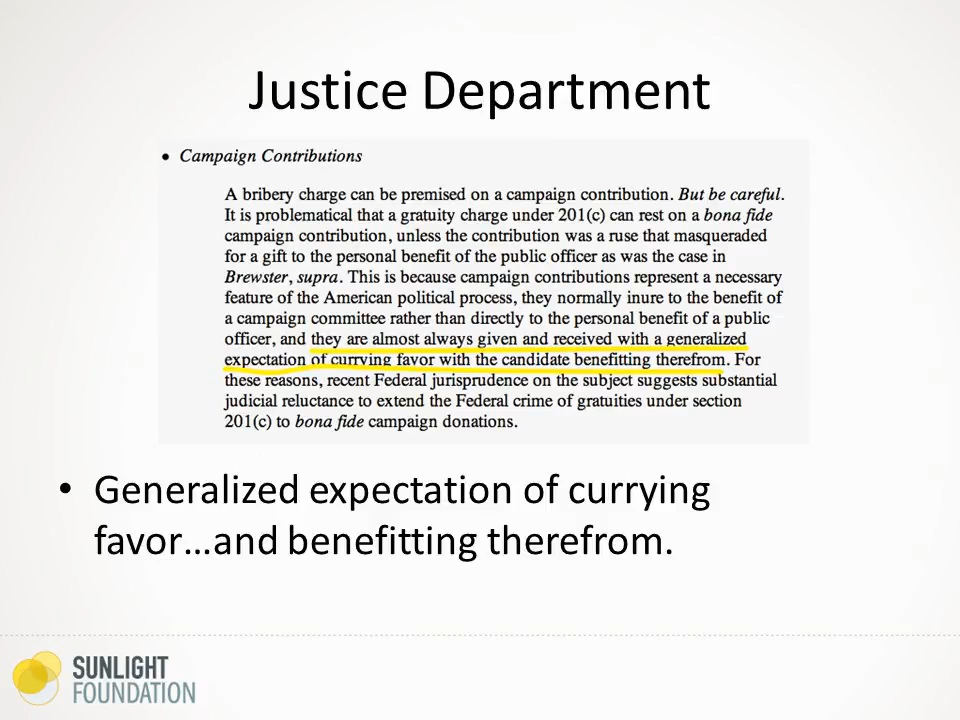 Justice Department
• Campaign Contributions
A bribery charge can be premised on a campaign contribution. But be careful.
It is problematical that a gratuity charge under 201(c) can rest on a bona fide
campaign contribution, unless the contribution was a ruse that masqueraded
for a gift to the personal benefit of the public officer as was the case in
Brewster, supra. This is because campaign contributions represent a necessary
feature of the American political process, they normally inure to the benefit of
a campaign committee rather than directly to the personal benefit of a public
officer, and they are almost always given and received with a generalized
expectation of currying favor with the candidate benefitting therefrom. For
these reasons, recent Federal jurisprudence on the subject suggests substantial
judicial reluctance to extend the Federal crime of gratuities under section
201(c) to bona fide campaign donations.
• Generalized expectation of currying
favor…and benefitting therefrom.
SUNLIGHT
FOUNDATION